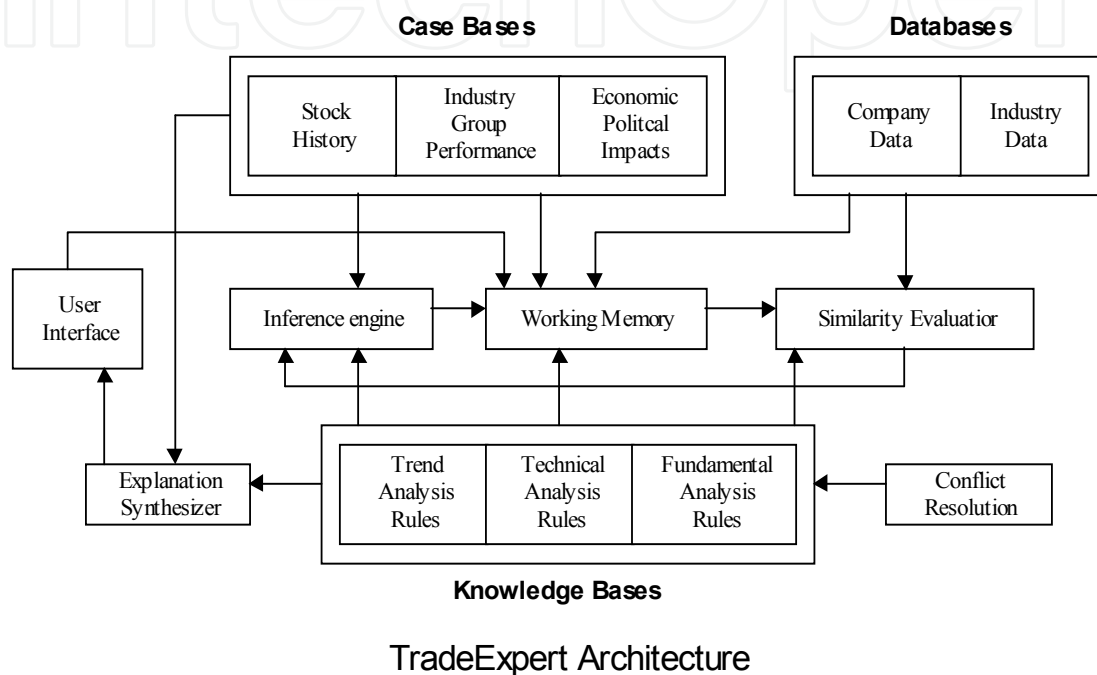 Case Bases
Databases
Stock
History
Industry
Group
Performance
Economic
Politcal
Impacts
Company
Data
Industry
Data
User
Interface
Inference engine
Working Memory
Similarity Evaluatior
Explanation
Synthesizer
Trend
Analysis
Rules
Technical
Analysis
Rules
Fundamental
Analysis
Rules
Conflict
Resolution
Knowledge Bases
TradeExpert Architecture